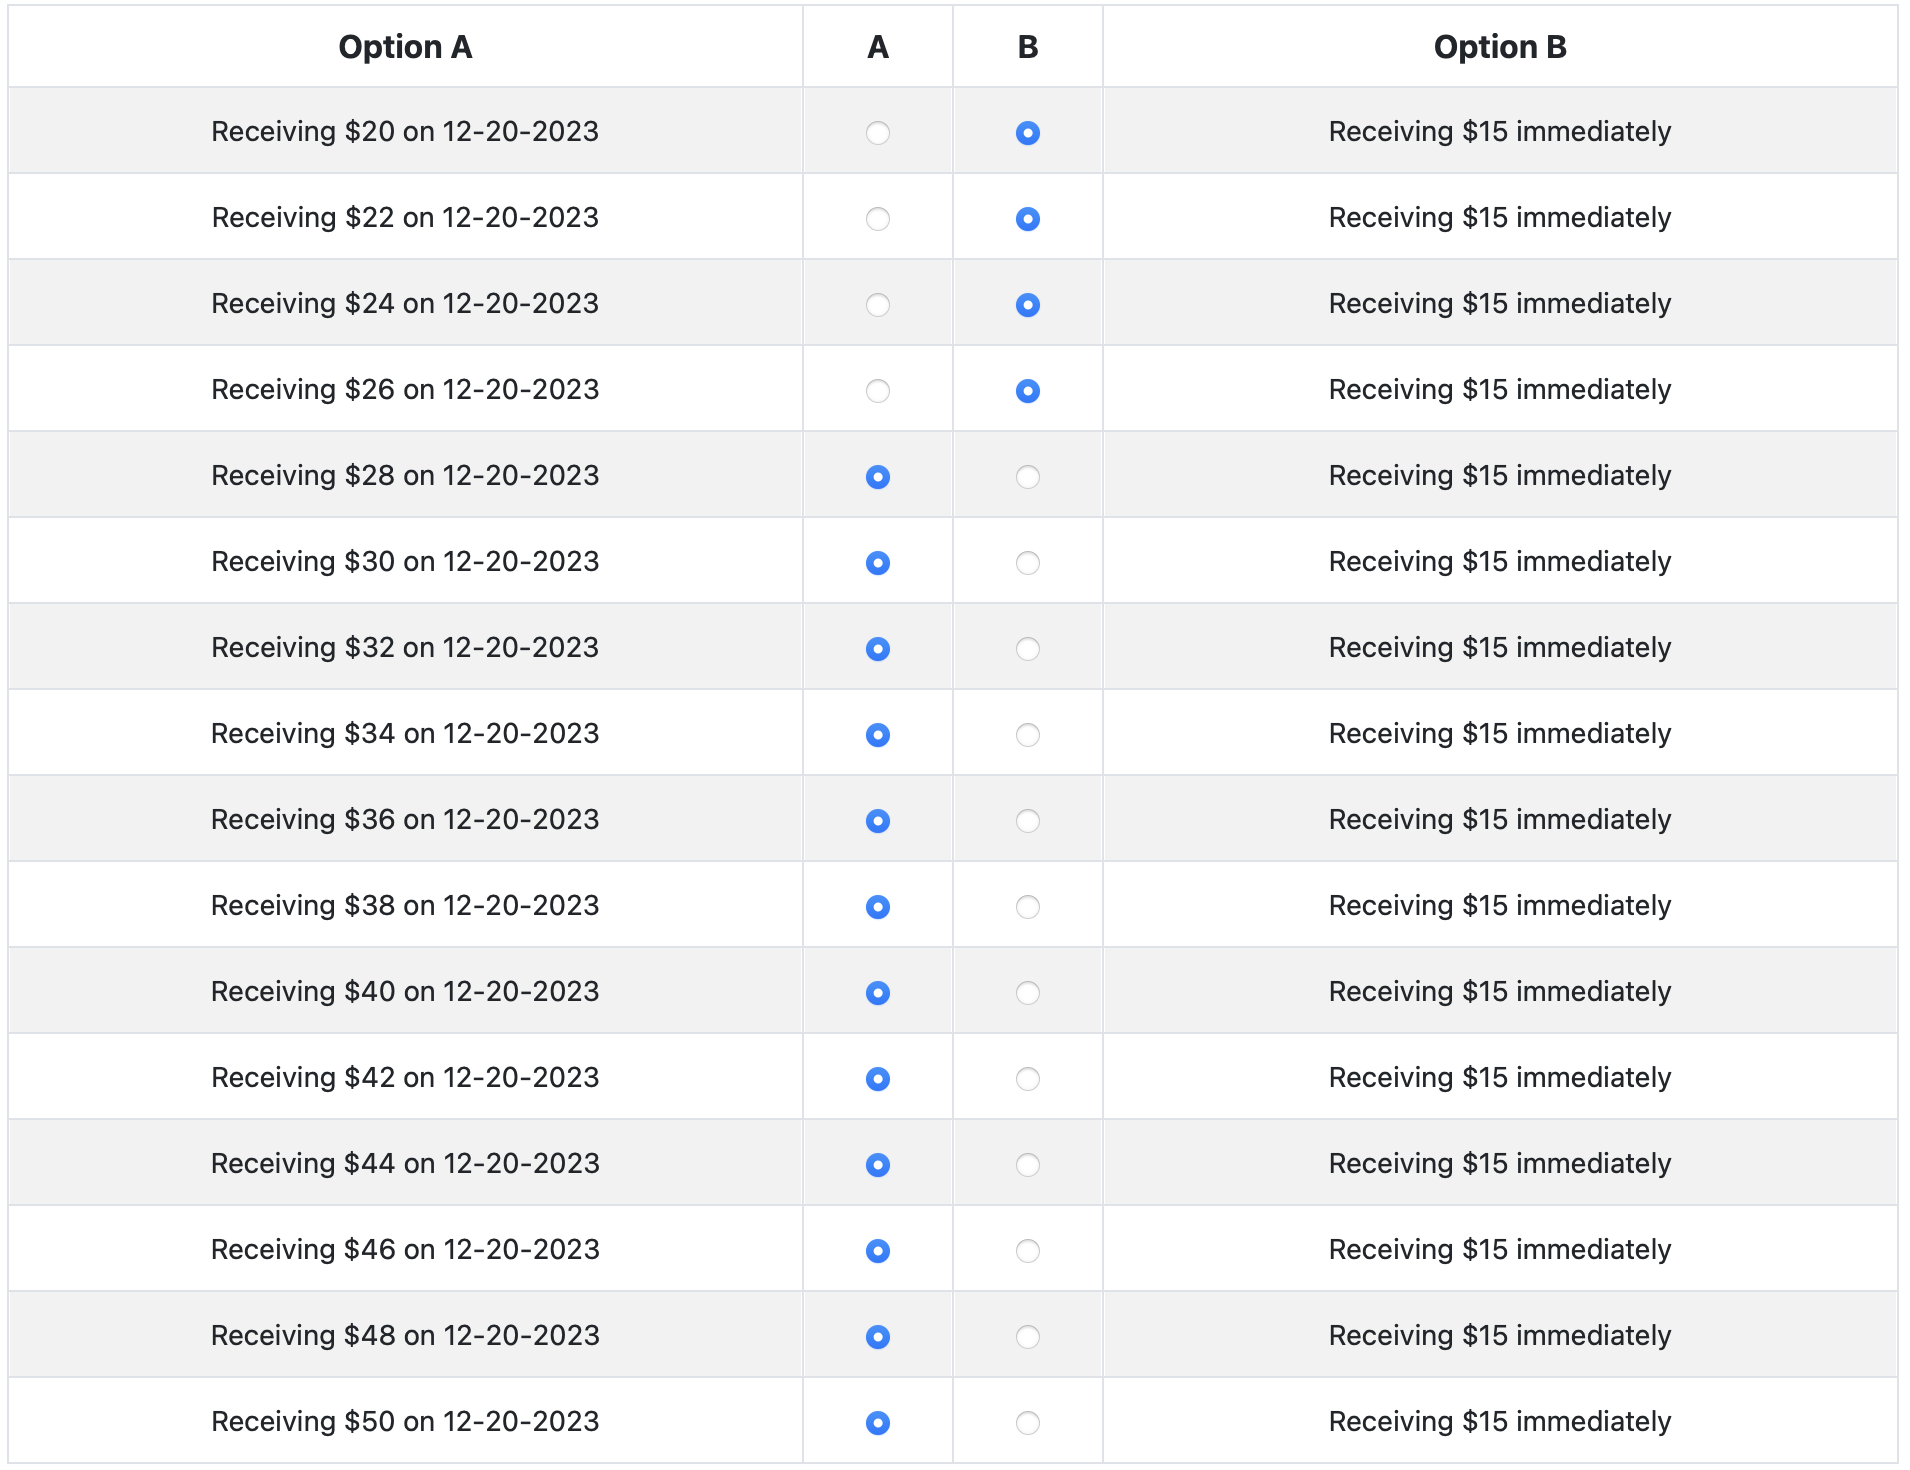 Option A A B Option B
Receiving $20 on 12-20-2023 Receiving $15 immediately
Receiving $22 on 12-20-2023 Receiving $15 immediately
Receiving $24 on 12-20-2023 Receiving $15 immediately
Receiving $26 on 12-20-2023 Receiving $15 immediately
Receiving $28 on 12-20-2023 Receiving $15 immediately
Receiving $30 on 12-20-2023 Receiving $15 immediately
Receiving $32 on 12-20-2023 Receiving $15 immediately
Receiving $34 on 12-20-2023 Receiving $15 immediately
Receiving $36 on 12-20-2023 Receiving $15 immediately
Receiving $38 on 12-20-2023 Receiving $15 immediately
Receiving $40 on 12-20-2023 Receiving $15 immediately
Receiving $42 on 12-20-2023 Receiving $15 immediately
Receiving $44 on 12-20-2023 Receiving $15 immediately
Receiving $46 on 12-20-2023 Receiving $15 immediately
Receiving $48 on 12-20-2023 Receiving $15 immediately
Receiving $50 on 12-20-2023 Receiving $15 immediately